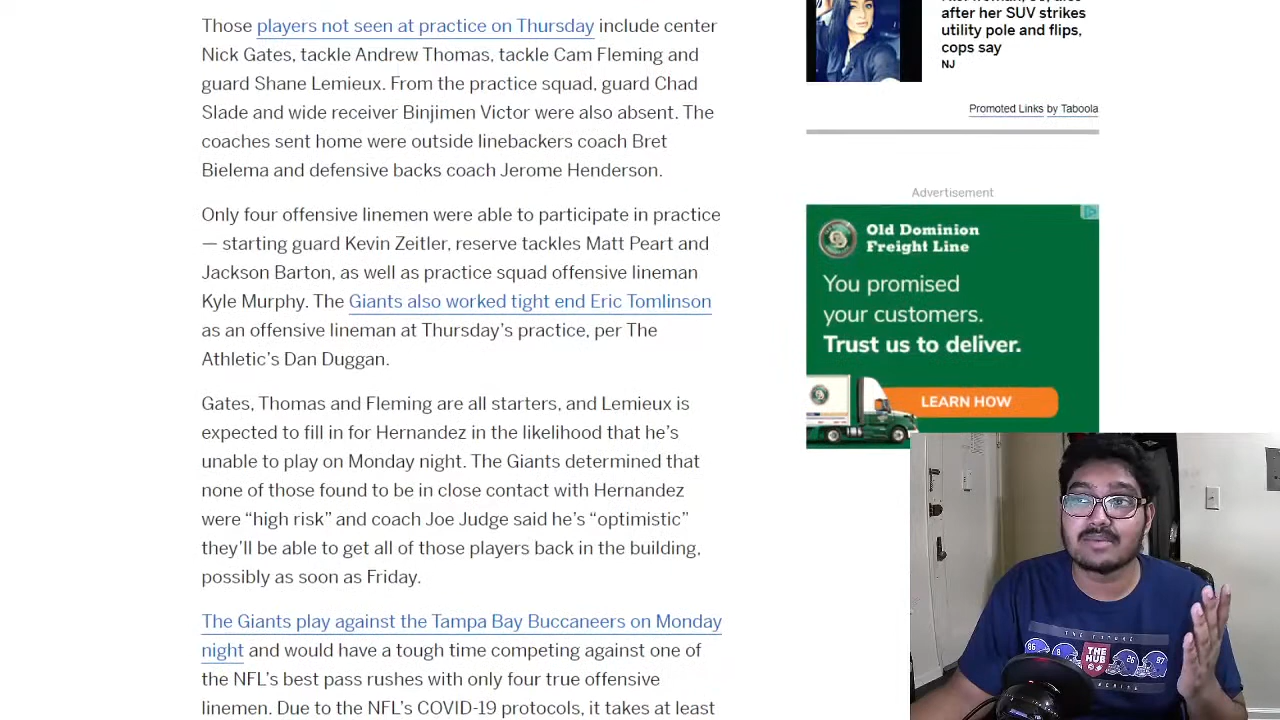 Those players not seen at practice on Thursday include center
Nick Gates, tackle Andrew Thomas, tackle Cam Fleming and
guard Shane Lemieux. From the practice squad, guard Chad
Slade and wide receiver Binjimen Victor were also absent. The
coaches sent home were outside linebackers coach Bret
Bielema and defensive backs coach Jerome Henderson.
Only four offensive linemen were able to participate in practice
— starting guard Kevin Zeitler, reserve tackles Matt Peart and
Jackson Barton, as well as practice squad offensive lineman
Kyle Murphy. The Giants also worked tight end Eric Tomlinson
as an offensive lineman at Thursday's practice, per The
Athletic's Dan Duggan.
Gates, Thomas and Fleming are all starters, and Lemieux is
expected to fill in for Hernandez in the likelihood that he's
unable to play on Monday night. The Giants determined that
none of those found to be in close contact with Hernandez
were “high risk” and coach Joe Judge said he's “optimistic”
they'll be able to get all of those players back in the building,
possibly as soon as Friday.
The Giants play against the Tampa Bay Buccaneers on Monday
night and would have a tough time competing against one of
the NFL's best pass rushes with only four true offensive
linemen. Due to the NFL's COVID-19 protocols, it takes at least
after her SUV strikes
utility pole and flips,
cops say
NJ
Promoted Links by Taboola
Advertisement
Old Dominion
Freight Line
You promised
your customers.
Trust us to deliver.
LEARN HOW
THE FUTURE
THE
HUB